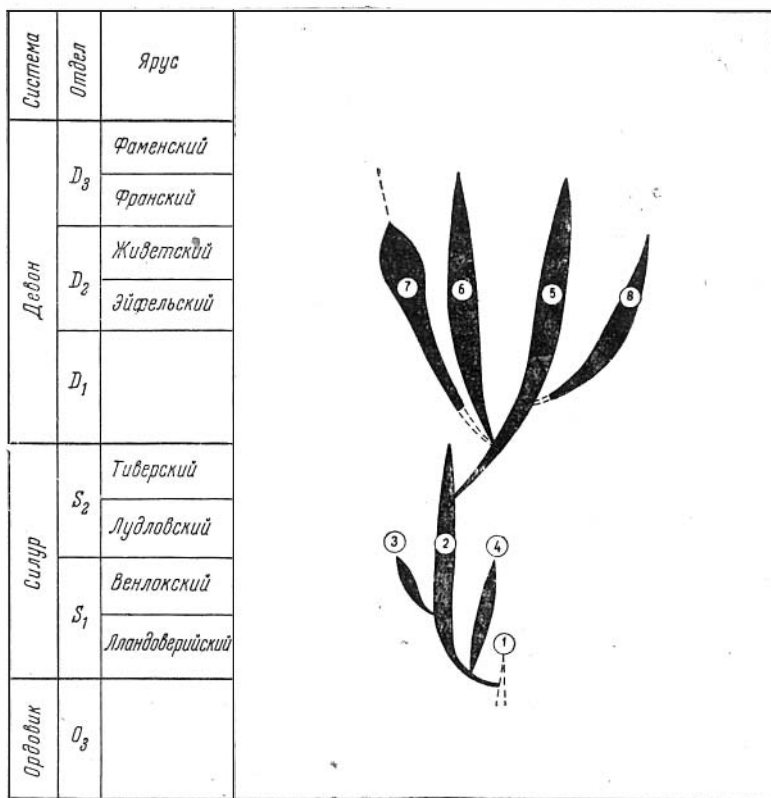 Система Отдел Ярус
Девон
D3
Фаменский
Франский
D2
Живетский
Эйфельский
D1
Силур
S2
Тиверский
Лудловский
S1
Венлокский
Лландоверийский
Ордовик
O3
7 6 5 8
3 2 4
1